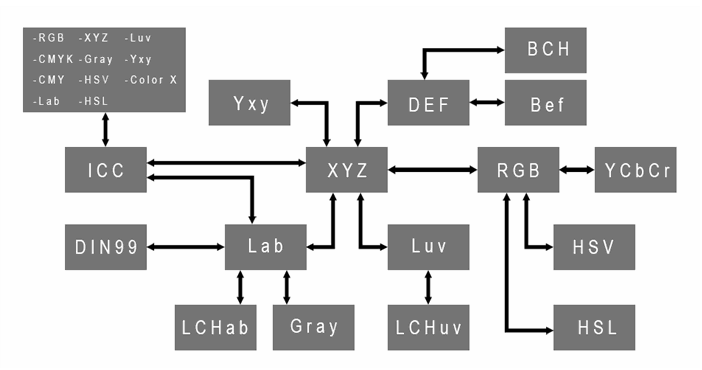 -RGB -XYZ -Luv
-CMYK -Gray -Yxy
-CMY -HSV -Color X
-Lab -HSL
BCH
Yxy DEF Bef
ICC XYZ RGB YCbCr
DIN99 Lab Luv HSV
LCHab Gray LCHuv HSL